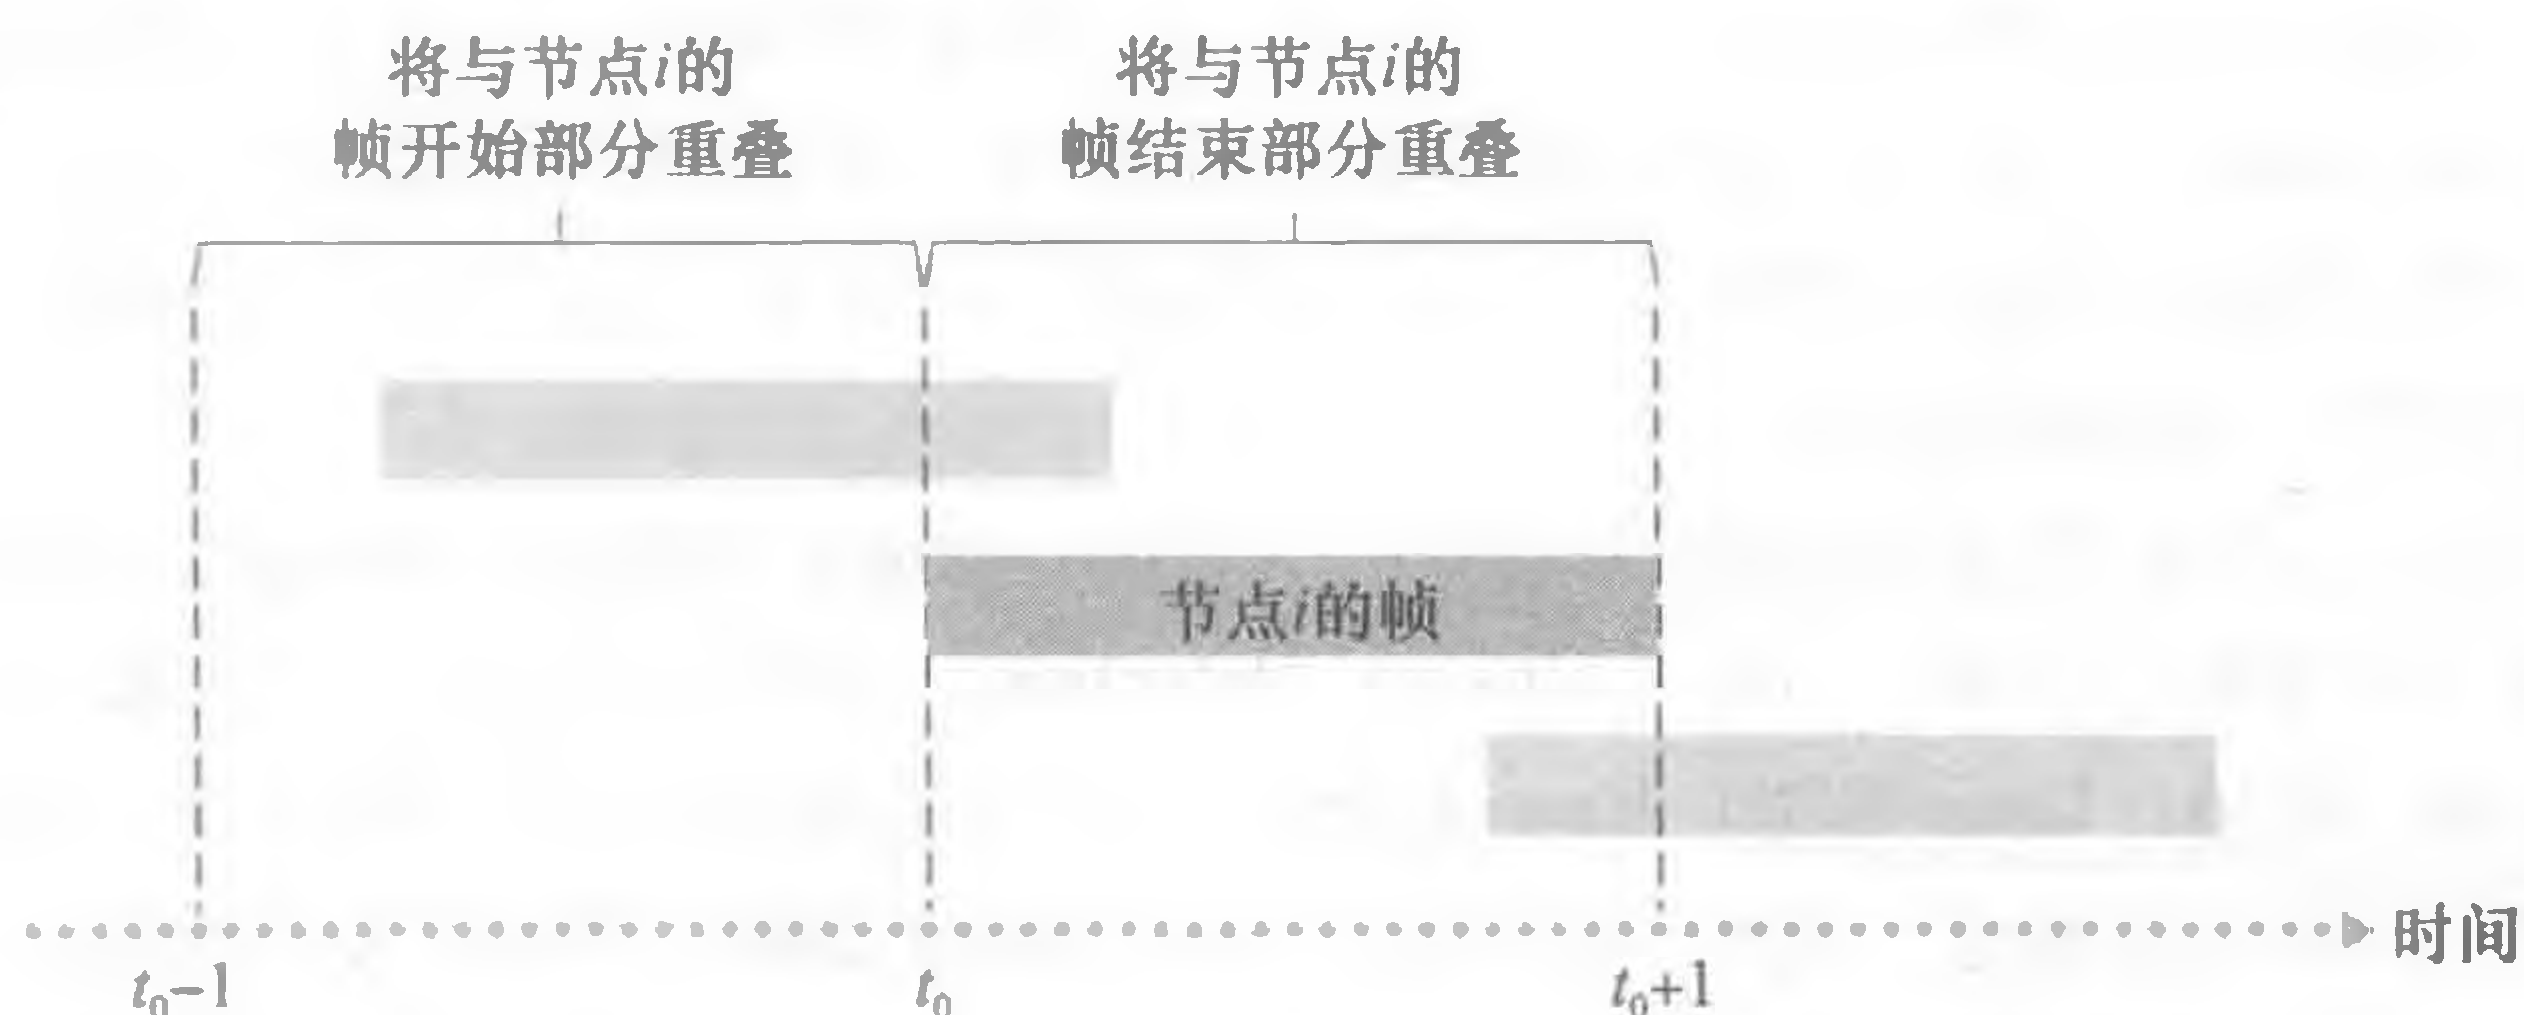 将与节点i的
帧开始部分重叠
将与节点i的
帧结束部分重叠
节点i的帧
时间
t₀−1
t₀
t₀+1